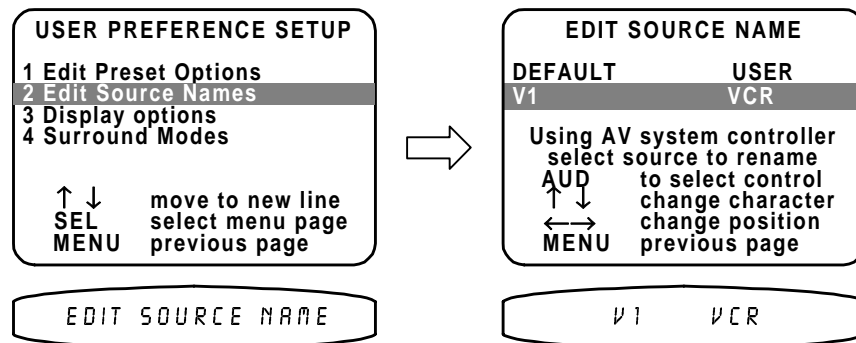 USER PREFERENCE SETUP
1 Edit Preset Options
2 Edit Source Names
3 Display options
4 Surround Modes
↑ ↓ move to new line
SEL select menu page
MENU previous page
EDIT SOURCE NAME
EDIT SOURCE NAME
DEFAULT USER
V1 VCR
Using AV system controller
select source to rename
AUD to select control
↑ ↓ change character
←→ change position
MENU previous page
V1 VCR